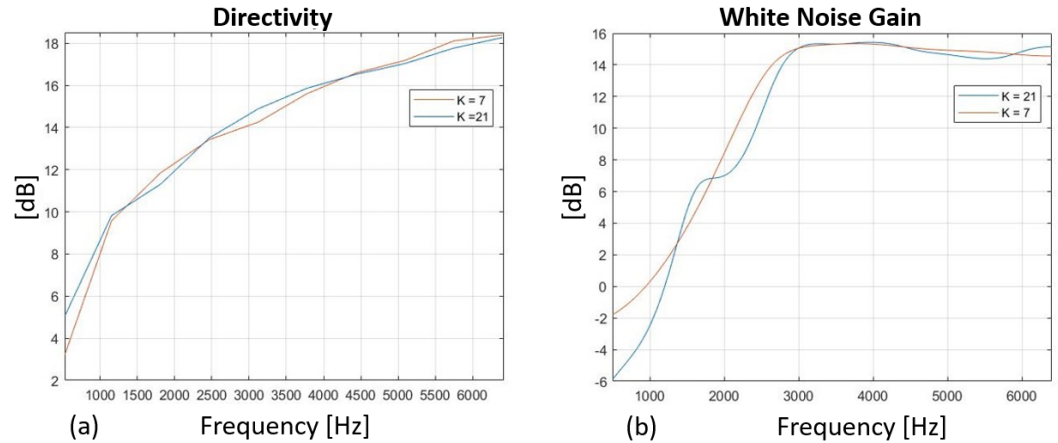 Directivity
18
16
14
12
10
8
6
4
2
[dB]
K = 7
K =21
1000 1500 2000 2500 3000 3500 4000 4500 5000 5500 6000
(a) Frequency [Hz]
White Noise Gain
16
14
12
10
8
6
4
2
0
-2
-4
-6
[dB]
K = 21
K = 7
1000 2000 3000 4000 5000 6000
(b) Frequency [Hz]